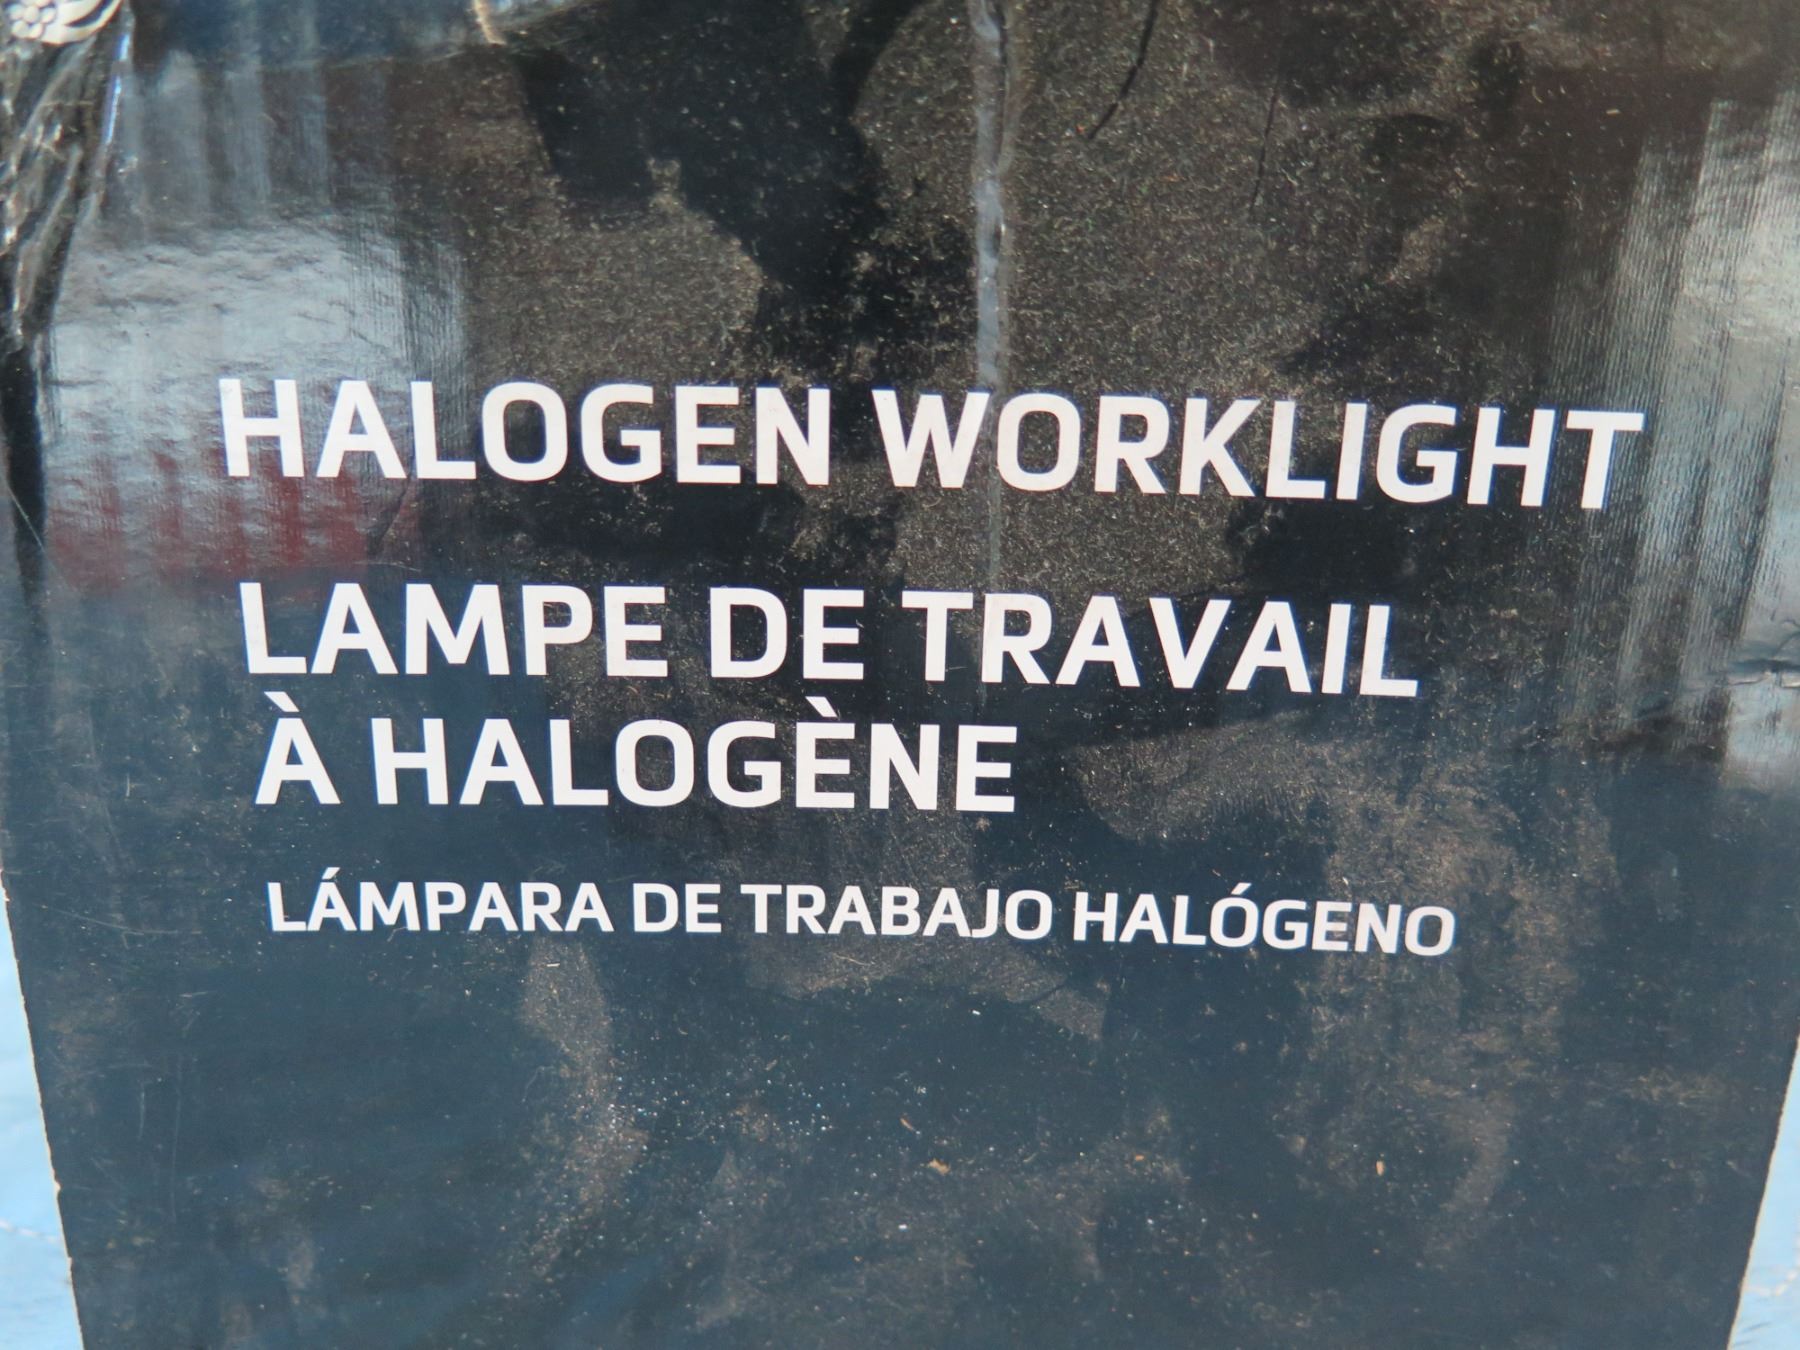 HALOGEN WORKLIGHT
LAMPE DE TRAVAIL
À HALOGÈNE
LÁMPARA DE TRABAJO HALÓGENO